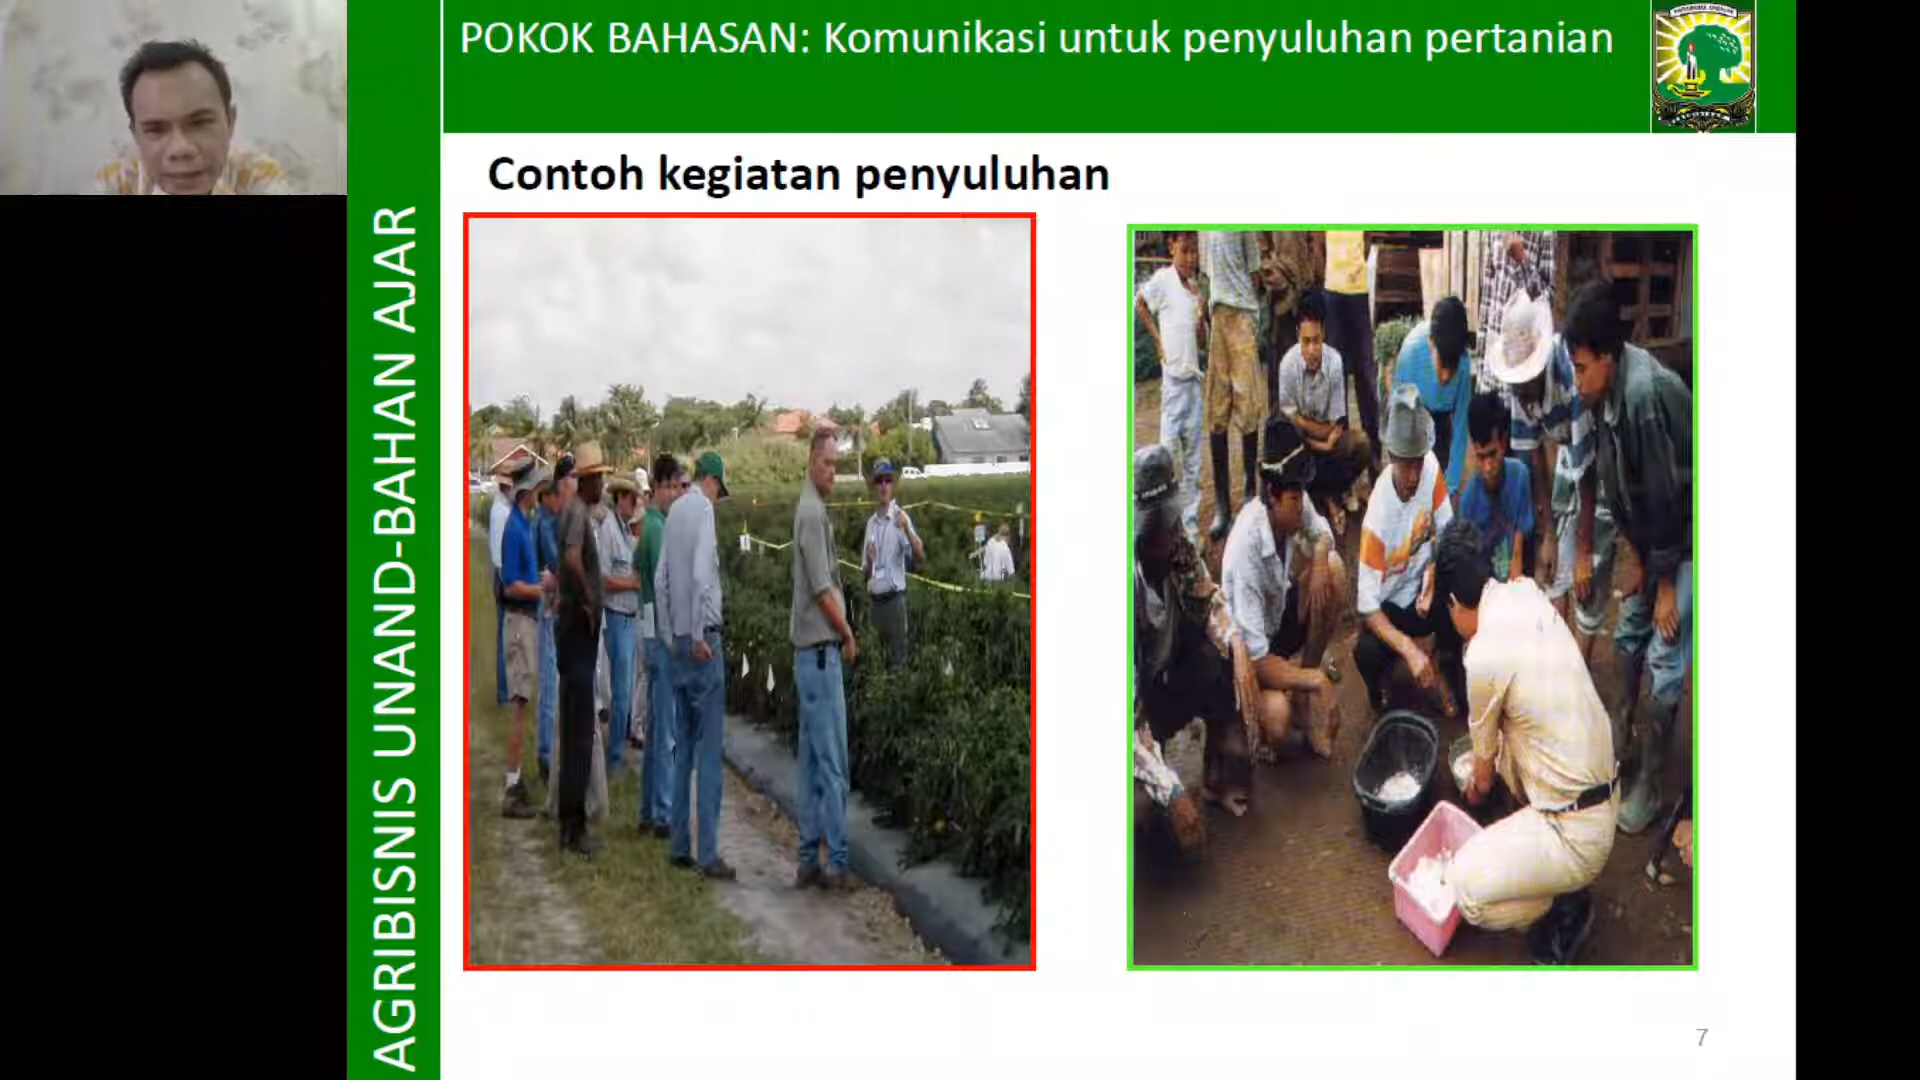 POKOK BAHASAN: Komunikasi untuk penyuluhan pertanian
Contoh kegiatan penyuluhan
AGRIBISNIS UNAND-BAHAN AJAR
7